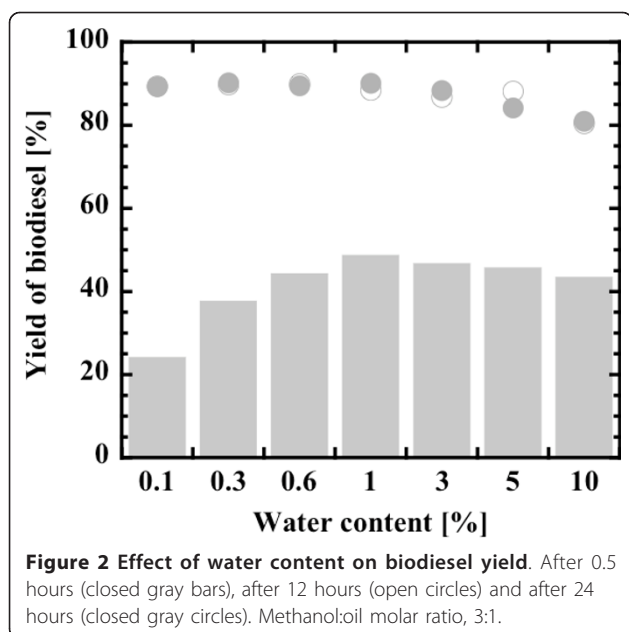 100
80
60
40
20
0
Yield of biodiesel [%]
0.1 0.3 0.6 1 3 5 10
Water content [%]
Figure 2 Effect of water content on biodiesel yield. After 0.5
hours (closed gray bars), after 12 hours (open circles) and after 24
hours (closed gray circles). Methanol:oil molar ratio, 3:1.